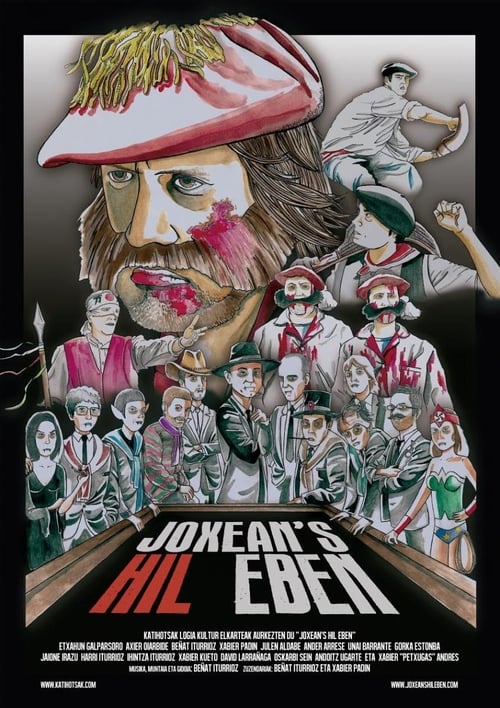 JOXEAN'S
HIL EBEN
KATIHOTSAK LOGIA KULTUR ELKARTEAK AURKEZTEN DU "JOXEAN'S HIL EBEN"
ETXAHUN GALPARSORO AXIER OIARBIDE BEÑAT ITURRIOZ XABIER PADIN JULEN ALDABE ANDER ARRESE UNAI BARRANTE GORKA ESTONBA
JAIONE IRAZU HARRI ITURRIOZ IHINTZA ITURRIOZ XABIER KUETO DAVID LARRAÑAGA OSKARBI SEIN ANDOITZ UGARTE ETA XABIER "PETXUGAS" ANDRES
MUSIKA, MUNTAIA ETA GIDOIA: BEÑAT ITURRIOZ ZUZENDARIAK: BEÑAT ITURRIOZ ETA XABIER PADIN
WWW.KATIHOTSAK.COM WWW.JOXEANSHILEBEN.COM